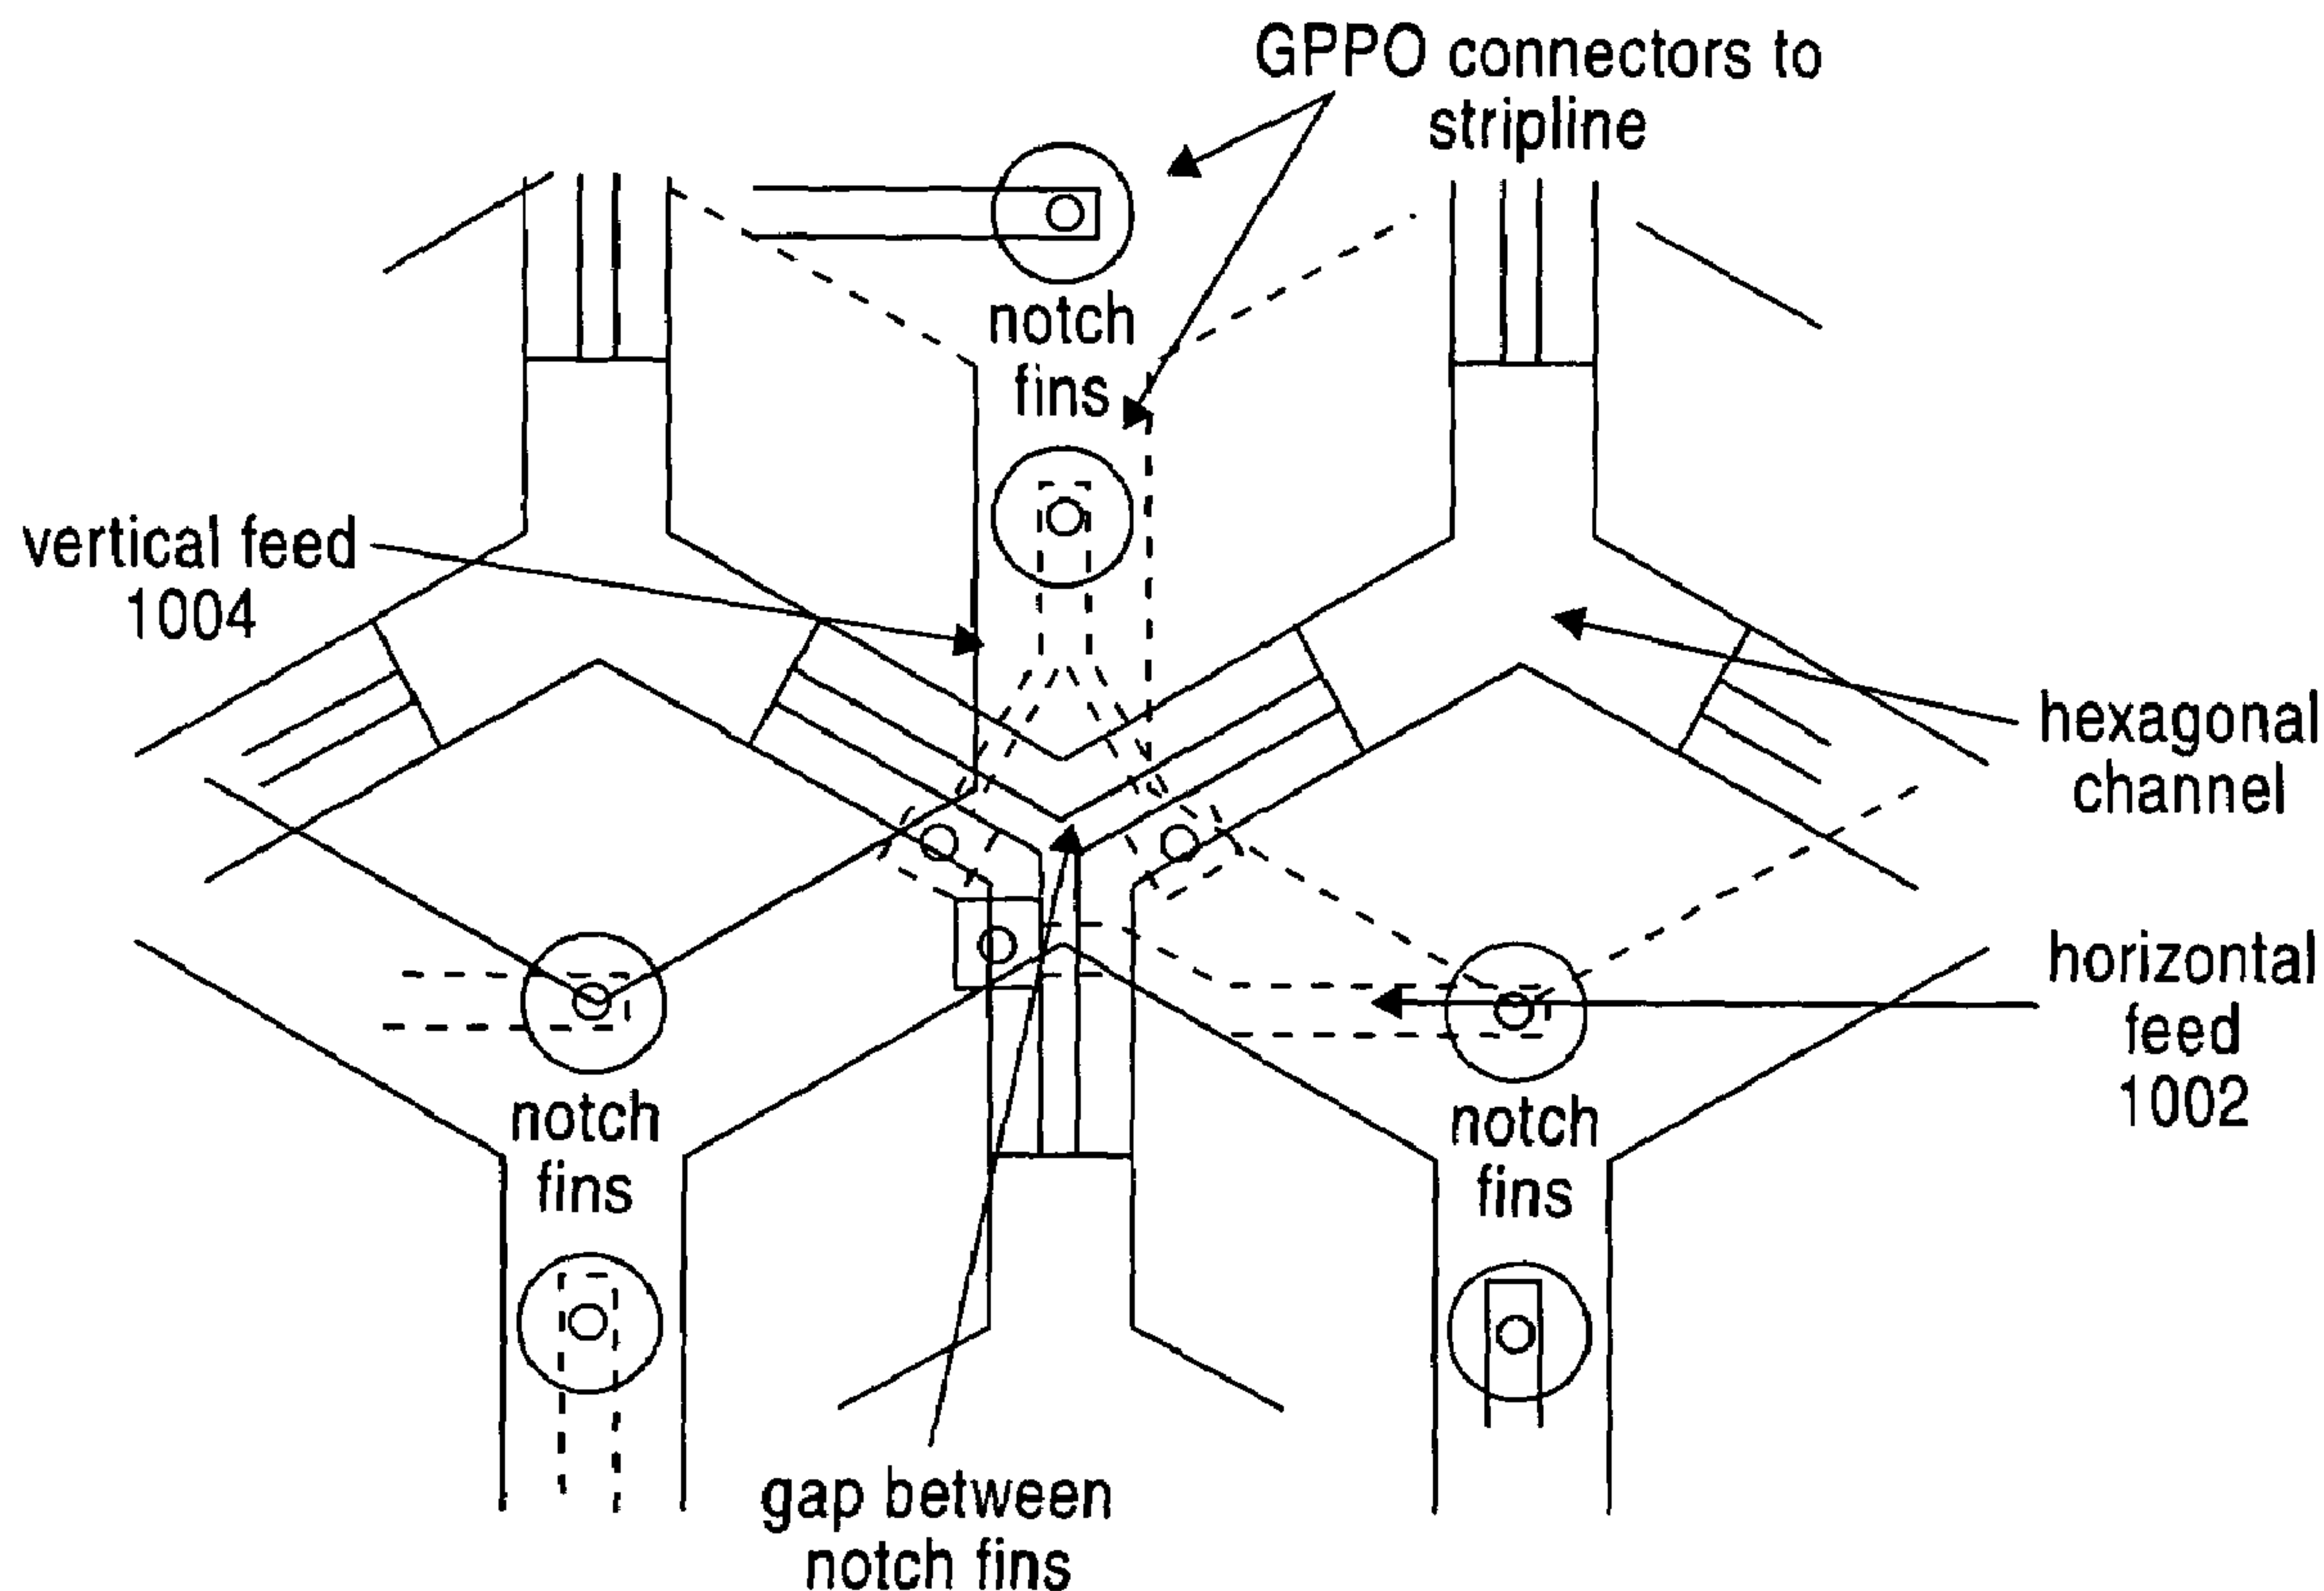 GPPO connectors to
stripline
notch
fins
vertical feed
1004
hexagonal
channel
horizontal
feed
1002
notch
fins
notch
fins
gap between
notch fins